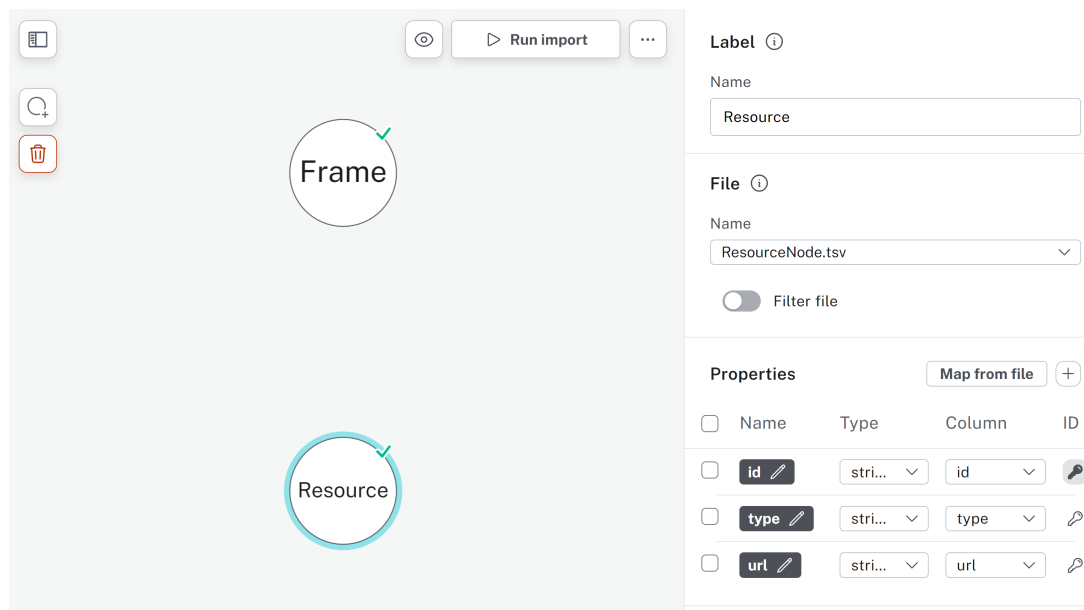 Run import
Frame
Resource
Label
Name
Resource
File
Name
ResourceNode.tsv
Filter file
Properties
Map from file
Name Type Column ID
id stri... id
type stri... type
url stri... url